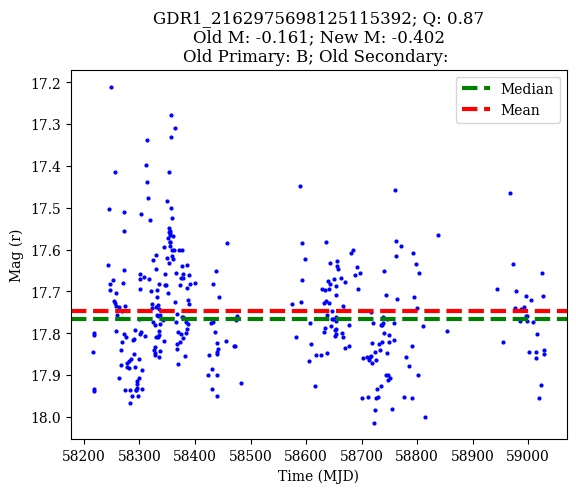 GDR1_2162975698125115392; Q: 0.87
Old M: -0.161; New M: -0.402
Old Primary: B; Old Secondary:
Median
Mean
17.2
17.3
17.4
17.5
17.6
17.7
17.8
17.9
18.0
Mag (r)
58200 58300 58400 58500 58600 58700 58800 58900 59000
Time (MJD)